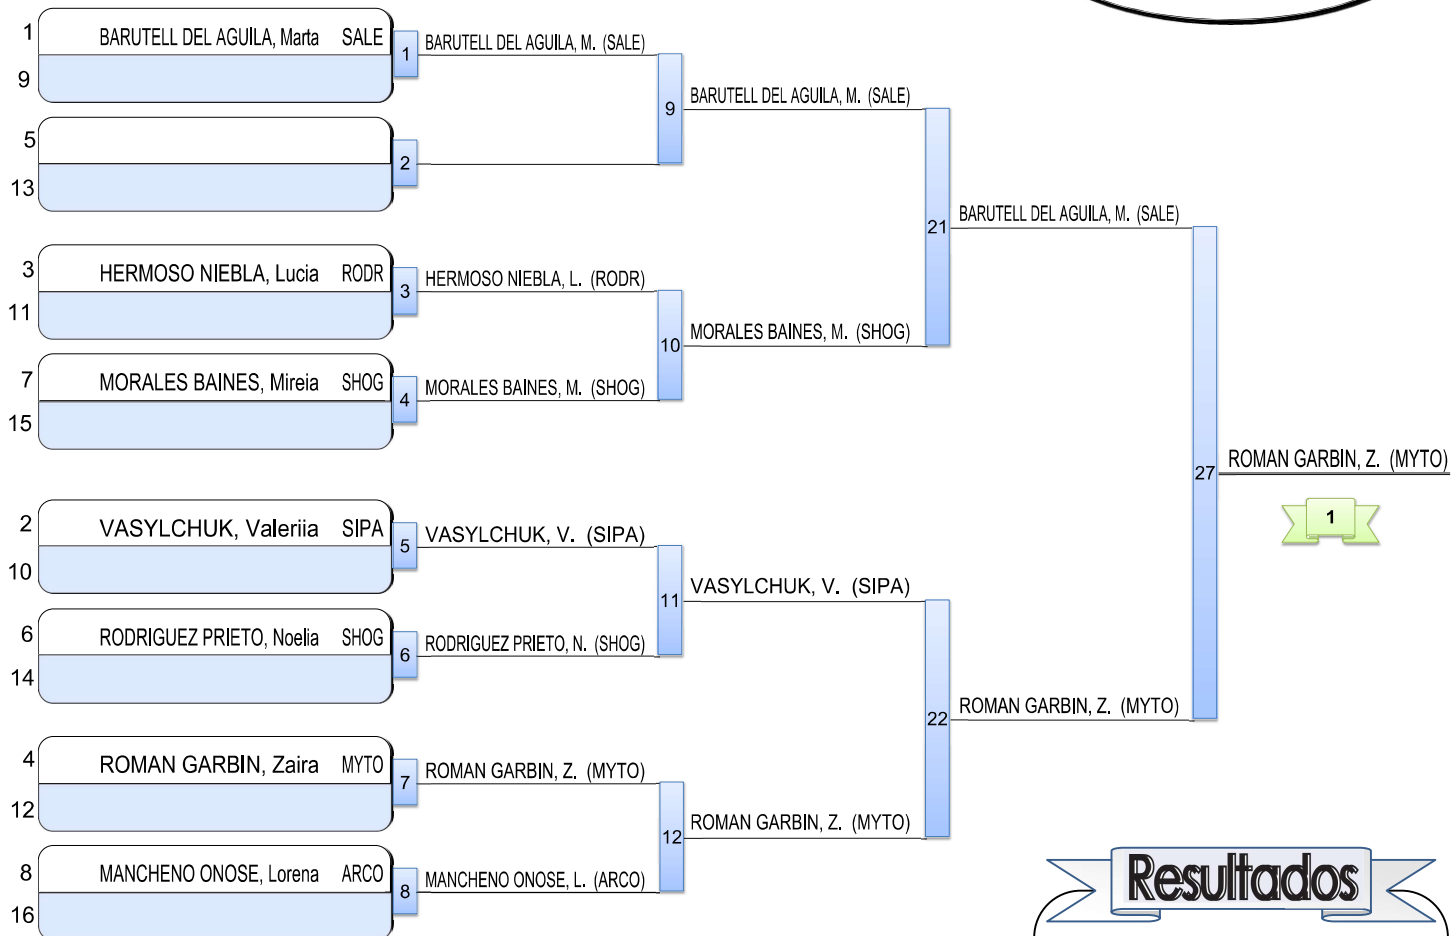 1 BARUTELL DEL AGUILA, Marta SALE
9
1
BARUTELL DEL AGUILA, M. (SALE)
5
13
2
9
BARUTELL DEL AGUILA, M. (SALE)
3 HERMOSO NIEBLA, Lucia RODR
11
3
HERMOSO NIEBLA, L. (RODR)
7 MORALES BAINES, Mireia SHOG
15
4
MORALES BAINES, M. (SHOG)
10
MORALES BAINES, M. (SHOG)
21
BARUTELL DEL AGUILA, M. (SALE)
2 VASYLCHUK, Valeriia SIPA
10
5
VASYLCHUK, V. (SIPA)
6 RODRIGUEZ PRIETO, Noelia SHOG
14
6
RODRIGUEZ PRIETO, N. (SHOG)
11
VASYLCHUK, V. (SIPA)
4 ROMAN GARBIN, Zaira MYTO
12
7
ROMAN GARBIN, Z. (MYTO)
8 MANCHENO ONOSE, Lorena ARCO
16
8
MANCHENO ONOSE, L. (ARCO)
12
ROMAN GARBIN, Z. (MYTO)
22
ROMAN GARBIN, Z. (MYTO)
27
ROMAN GARBIN, Z. (MYTO)
1
Resultados